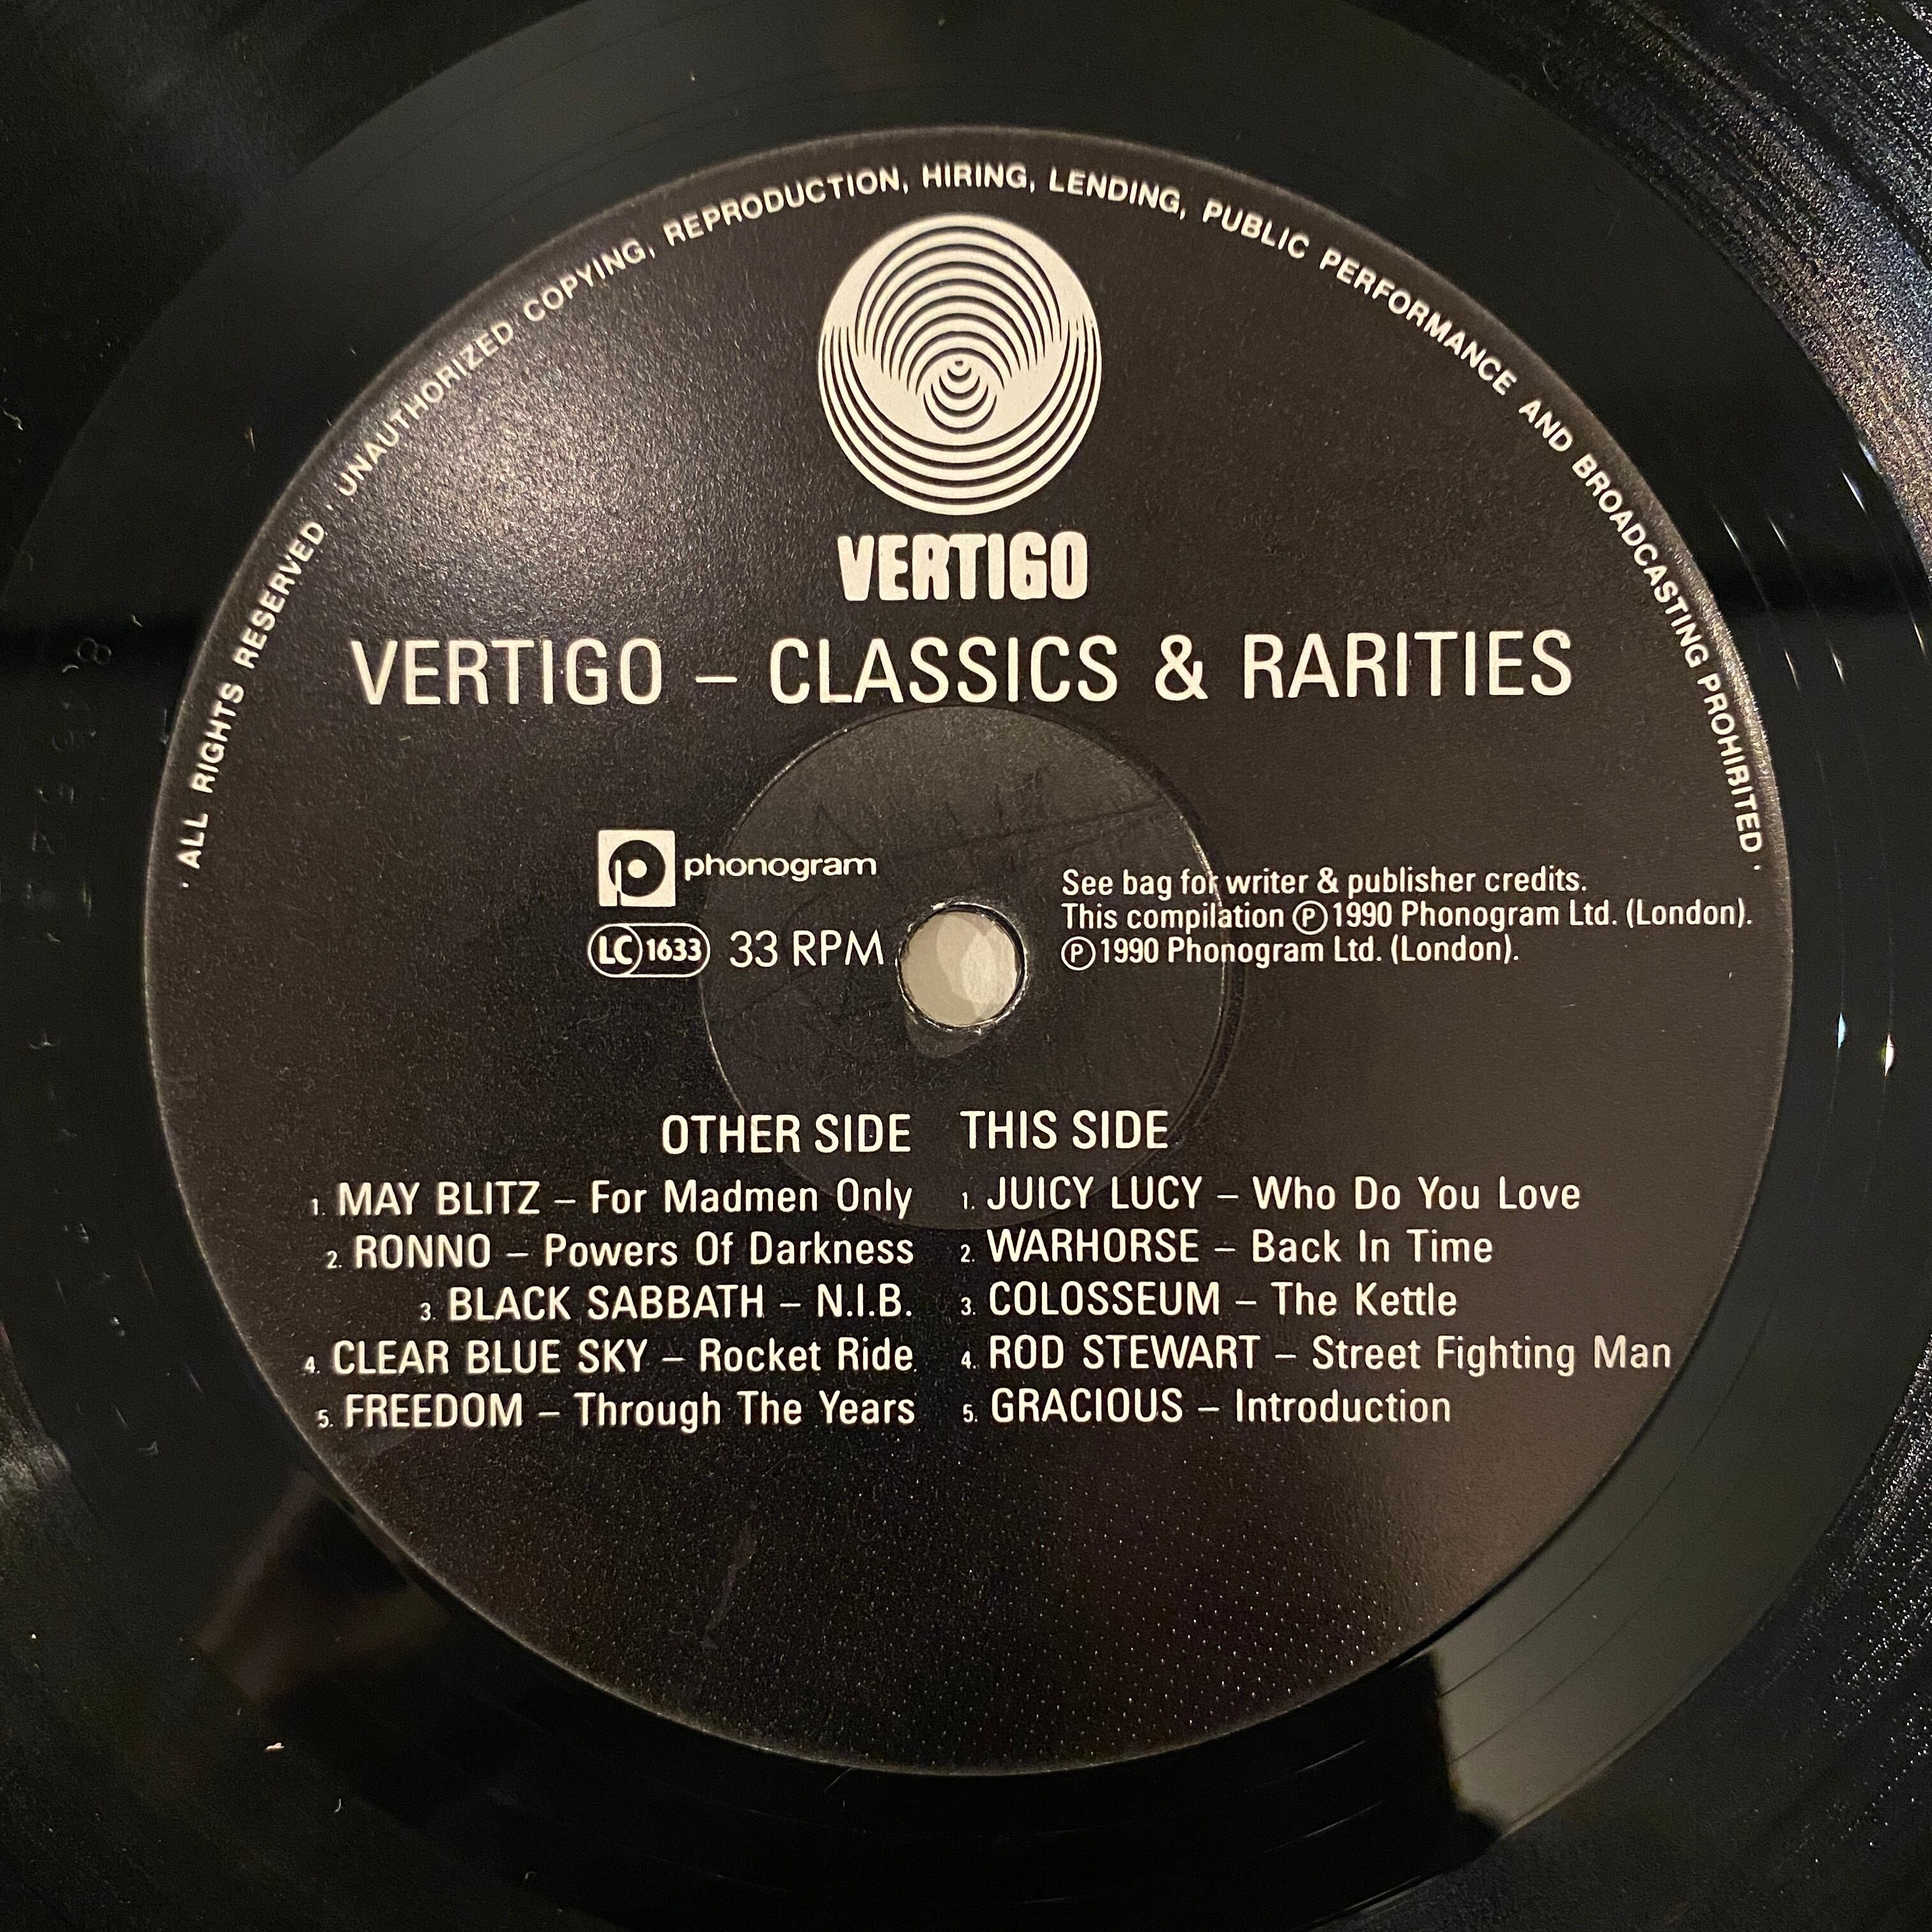 · ALL RIGHTS RESERVED · UNAUTHORIZED COPYING, REPRODUCTION, HIRING, LENDING, PUBLIC PERFORMANCE AND BROADCASTING PROHIBITED ·
VERTIGO
VERTIGO – CLASSICS & RARITIES
phonogram
LC 1633 33 RPM
See bag for writer & publisher credits.
This compilation ℗ 1990 Phonogram Ltd. (London).
℗ 1990 Phonogram Ltd. (London).
OTHER SIDE
1. MAY BLITZ – For Madmen Only
2. RONNO – Powers Of Darkness
3. BLACK SABBATH – N.I.B.
4. CLEAR BLUE SKY – Rocket Ride
5. FREEDOM – Through The Years
THIS SIDE
1. JUICY LUCY – Who Do You Love
2. WARHORSE – Back In Time
3. COLOSSEUM – The Kettle
4. ROD STEWART – Street Fighting Man
5. GRACIOUS – Introduction